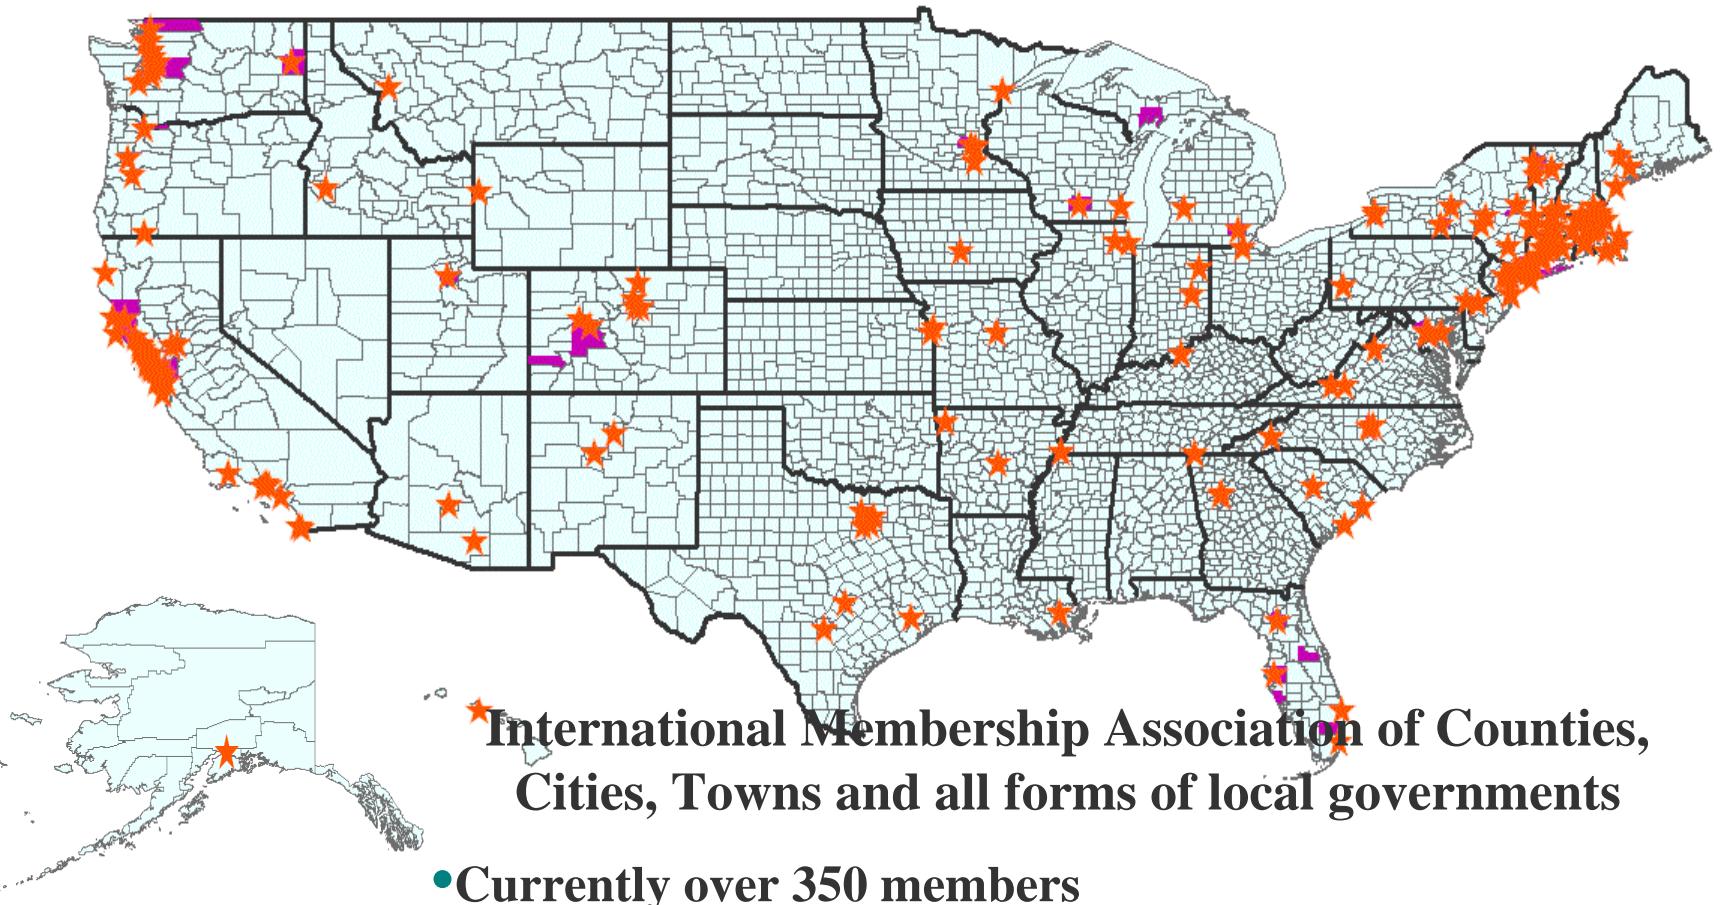 International Membership Association of Counties,
Cities, Towns and all forms of local governments
•Currently over 350 members